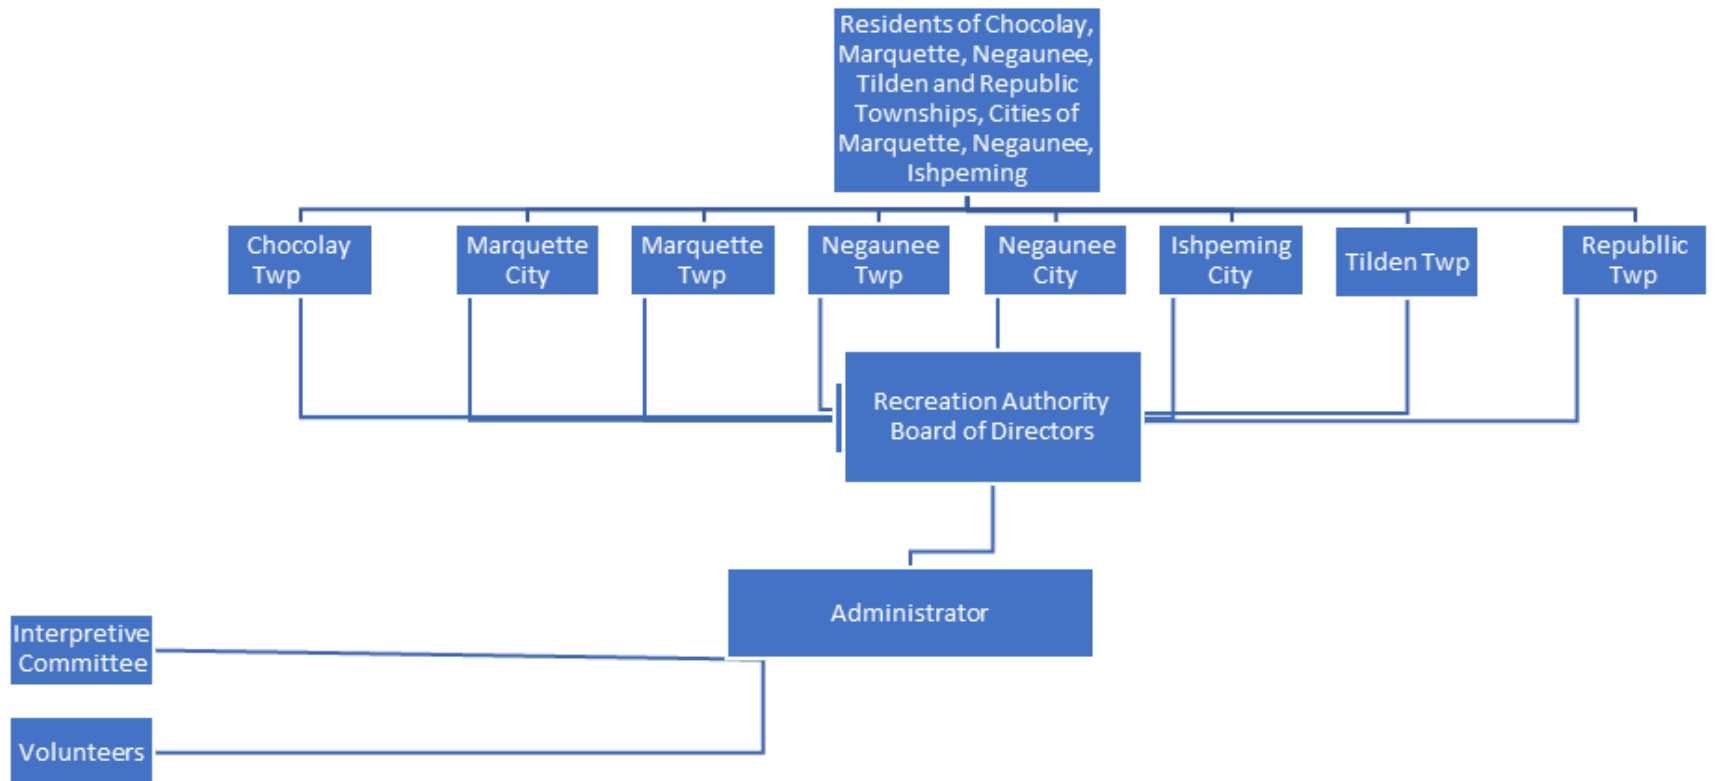 Residents of Chocolay,
Marquette, Negaunee,
Tilden and Republic
Townships, Cities of
Marquette, Negaunee,
Ishpeming
Chocolay
Twp
Marquette
City
Marquette
Twp
Negaunee
Twp
Negaunee
City
Ishpeming
City
Tilden Twp
Republlic
Twp
Recreation Authority
Board of Directors
Administrator
Interpretive
Committee
Volunteers